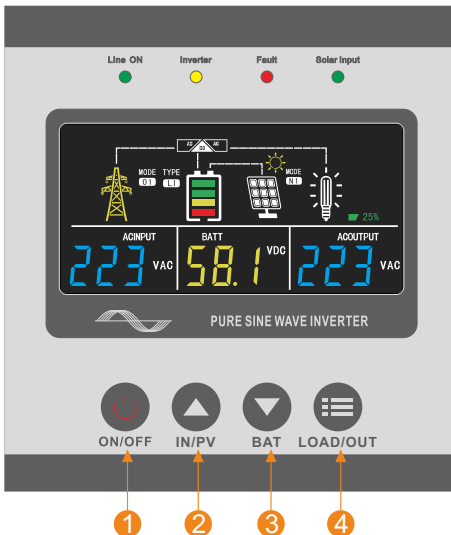 Line ON Inverter Fault Solar Input
AC DC AC
MODE TYPE MODE
01 LI N1
25%
ACINPUT BATT ACOUTPUT
223 VAC 58.1 VDC 223 VAC
PURE SINE WAVE INVERTER
ON/OFF IN/PV BAT LOAD/OUT
1 2 3 4